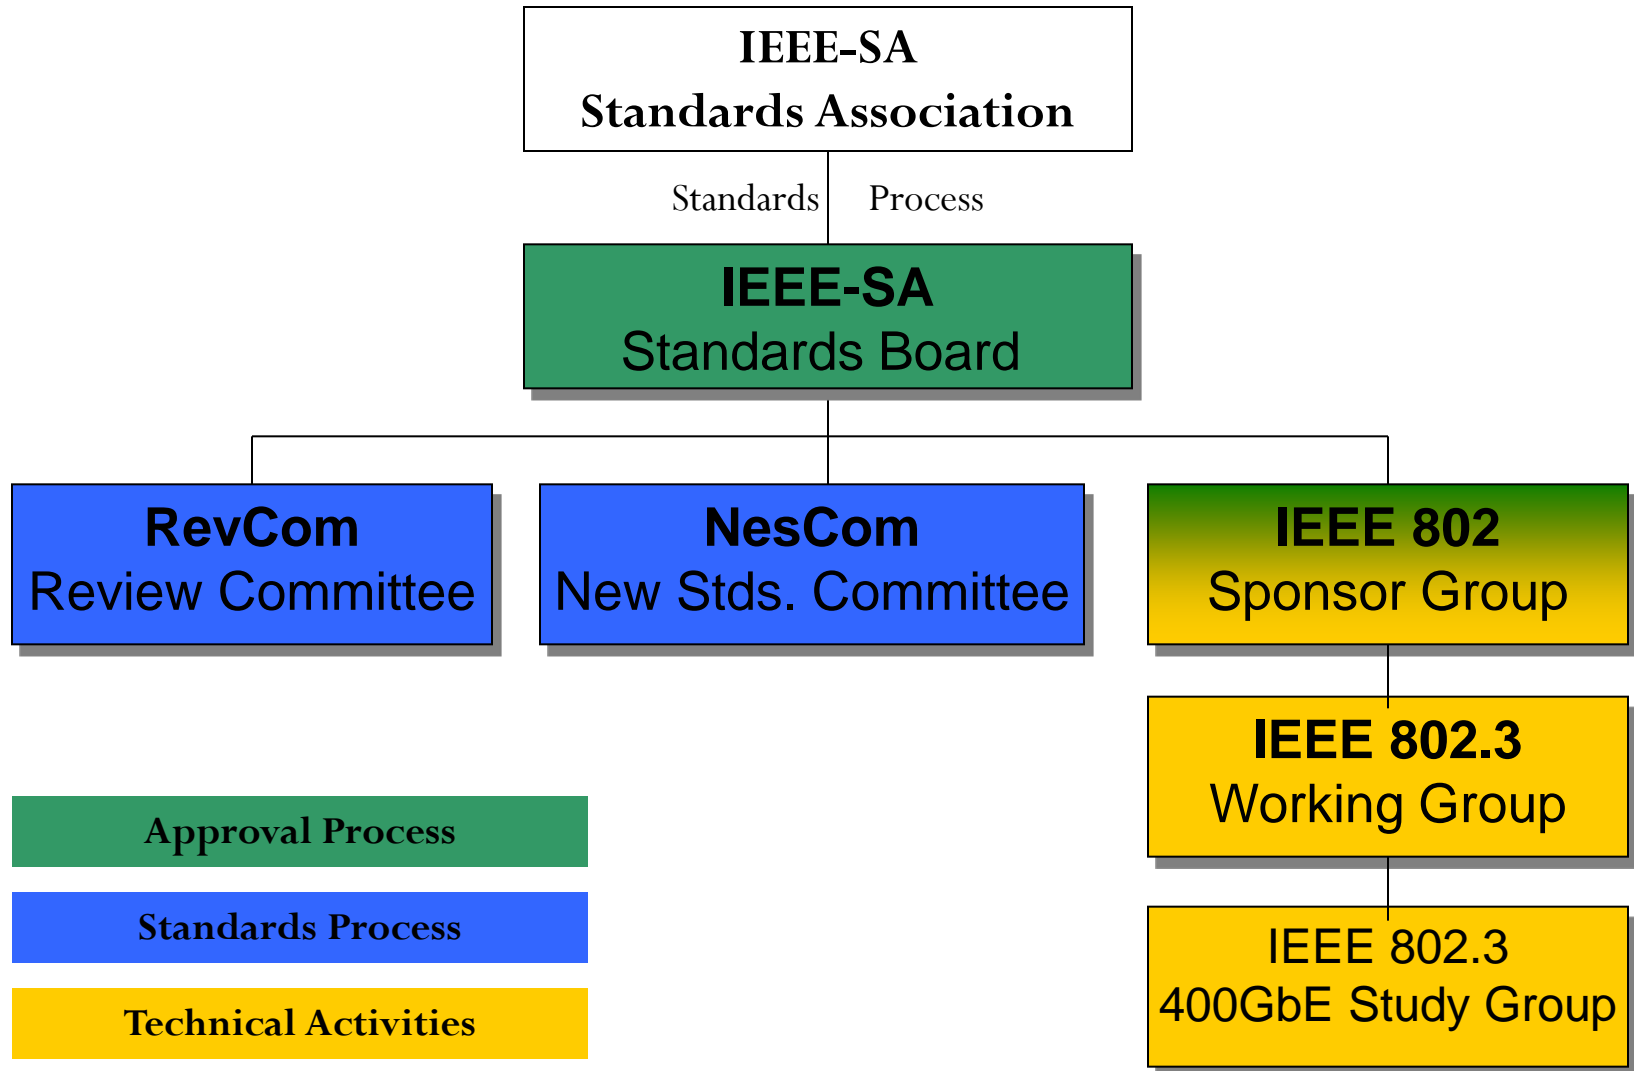 IEEE-SA
Standards Association
Standards Process
IEEE-SA
Standards Board
RevCom
Review Committee
NesCom
New Stds. Committee
IEEE 802
Sponsor Group
IEEE 802.3
Working Group
IEEE 802.3
400GbE Study Group
Approval Process
Standards Process
Technical Activities